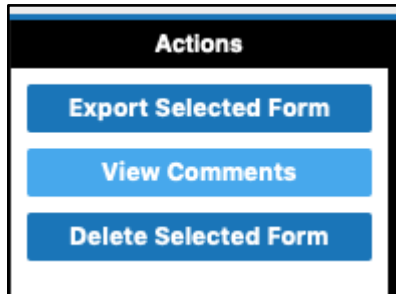 Actions
Export Selected Form
View Comments
Delete Selected Form